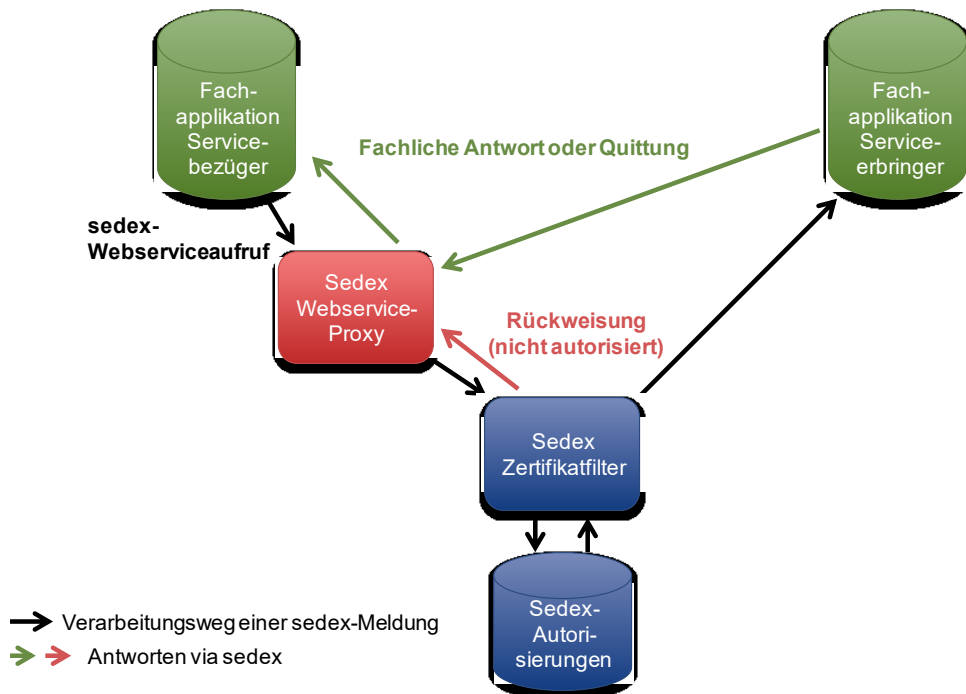 Fach-
applikation
Service-
bezüger
Fach-
applikation
Service-
erbringer
Fachliche Antwort oder Quittung
sedex-
Webserviceaufruf
Sedex
Webservice-
Proxy
Rückweisung
(nicht autorisiert)
Sedex
Zertifikatfilter
Sedex-
Autori-
sierungen
Verarbeitungsweg einer sedex-Meldung
Antworten via sedex